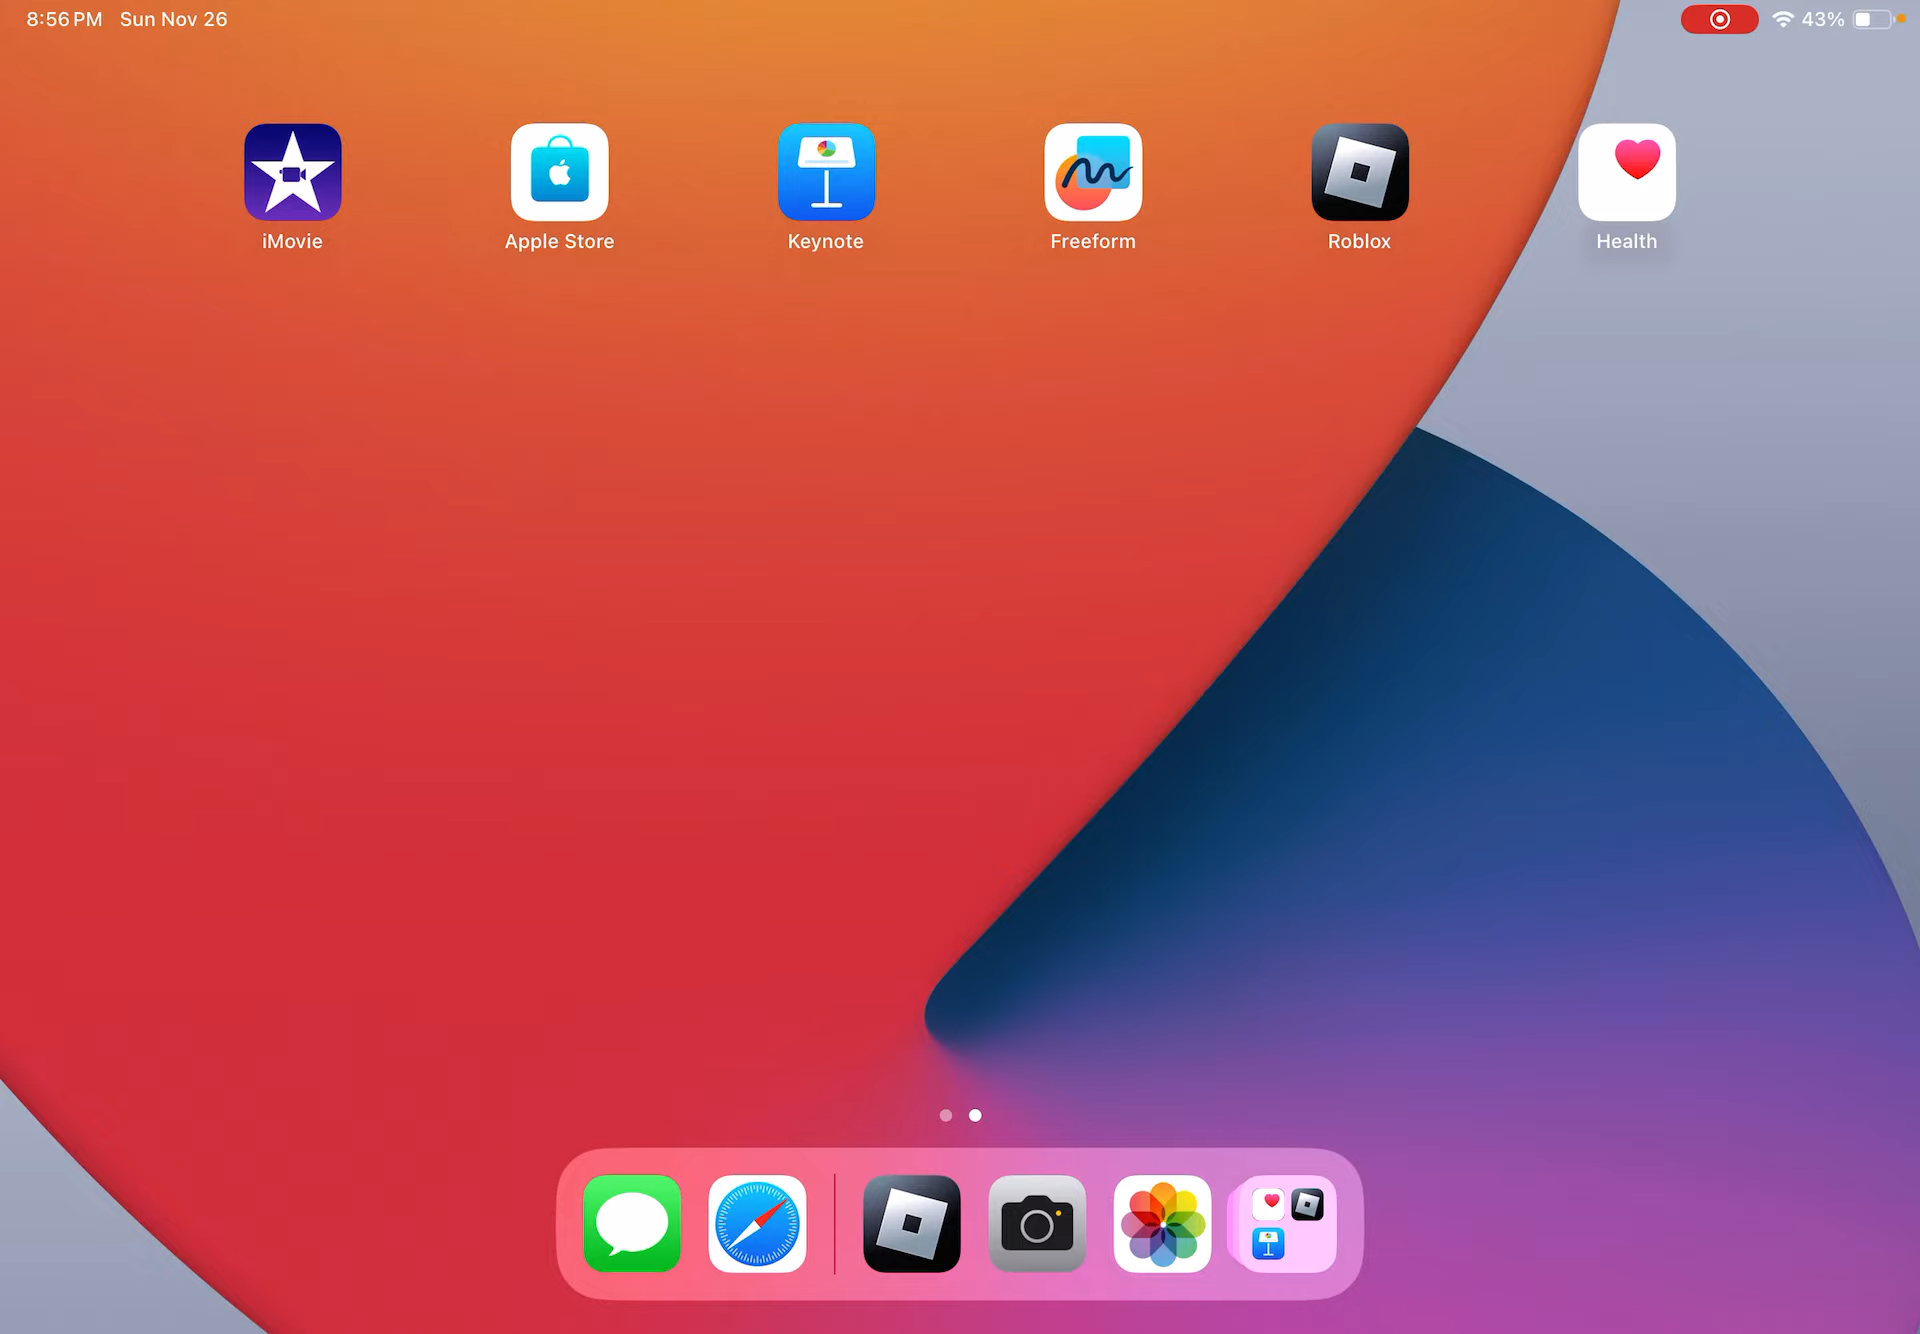 8:56 PM Sun Nov 26
43%
iMovie
Apple Store
Keynote
Freeform
Roblox
Health